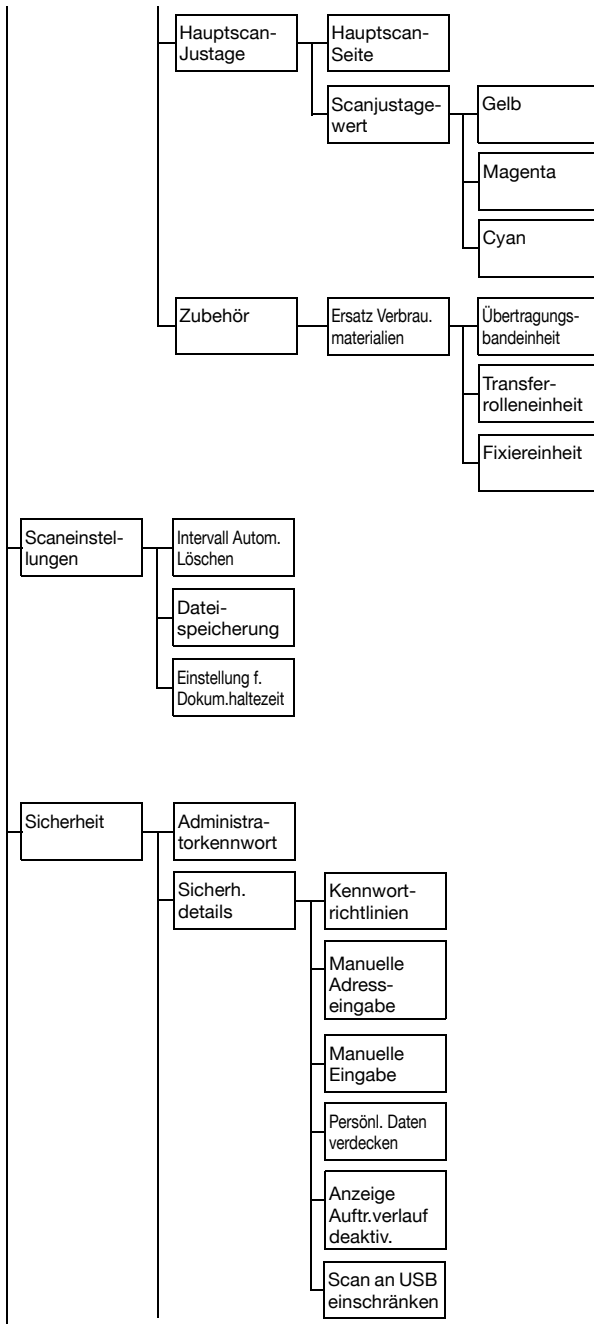 Hauptscan-
Justage
Hauptscan-
Seite
Scanjustage-
wert
Gelb
Magenta
Cyan
Zubehör
Ersatz Verbrau.
materialien
Übertragungs-
bandeinheit
Transfer-
rolleneinheit
Fixiereinheit
Scaneinstel-
lungen
Intervall Autom.
Löschen
Datei-
speicherung
Einstellung f.
Dokum.haltezeit
Sicherheit
Administra-
torkennwort
Sicherh.
details
Kennwort-
richtlinien
Manuelle
Adress-
eingabe
Manuelle
Eingabe
Persönl. Daten
verdecken
Anzeige
Auftr.verlauf
deaktiv.
Scan an USB
einschränken